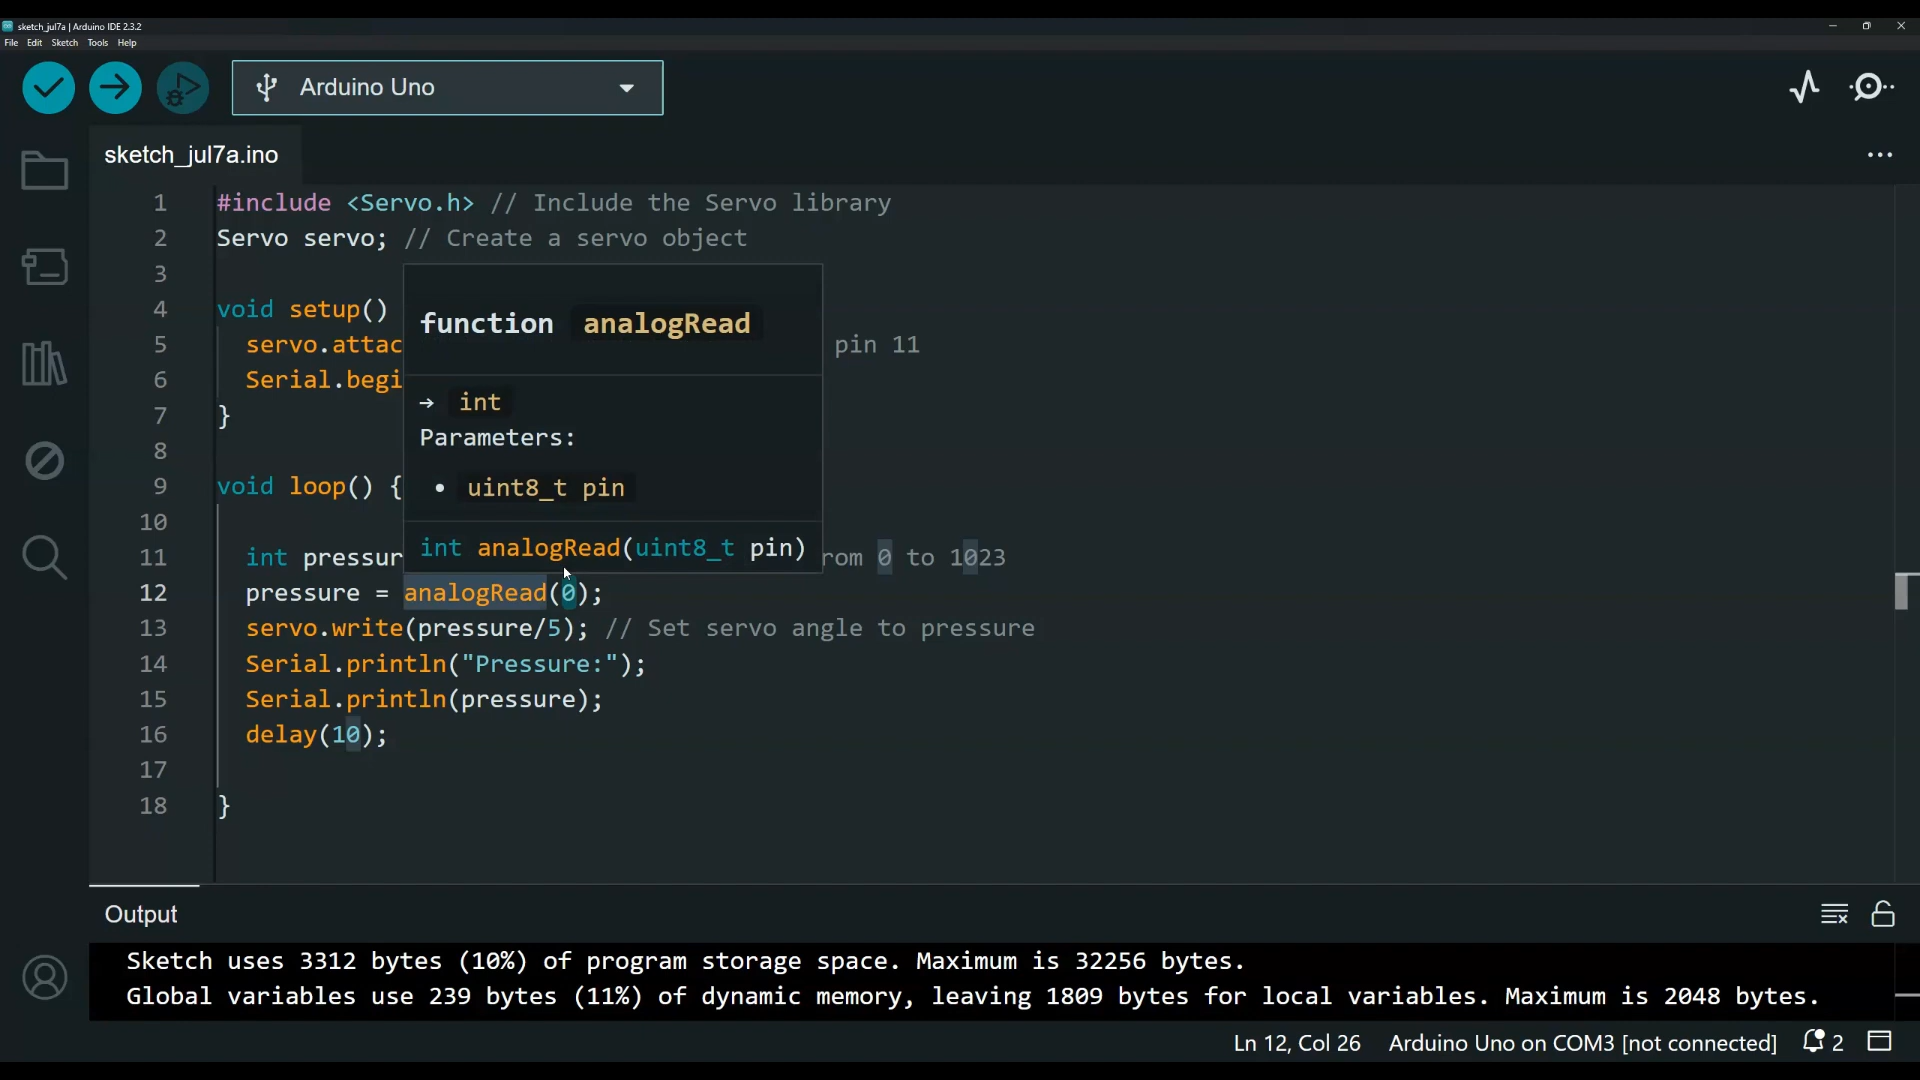 sketch_jul7a | Arduino IDE 2.3.2
File Edit Sketch Tools Help
Arduino Uno
sketch_jul7a.ino
1 #include <Servo.h> // Include the Servo library
2 Servo servo; // Create a servo object
3
function analogRead
4 void setup()
5 servo.attac pin 11
6 Serial.begi
→ int
7 }
Parameters:
8
9 void loop() {
• uint8_t pin
10
int analogRead(uint8_t pin)
11 int pressur rom 0 to 1023
12 pressure = analogRead(0);
13 servo.write(pressure/5); // Set servo angle to pressure
14 Serial.println("Pressure:");
15 Serial.println(pressure);
16 delay(10);
17
18 }
Output
Sketch uses 3312 bytes (10%) of program storage space. Maximum is 32256 bytes.
Global variables use 239 bytes (11%) of dynamic memory, leaving 1809 bytes for local variables. Maximum is 2048 bytes.
Ln 12, Col 26 Arduino Uno on COM3 [not connected] 2